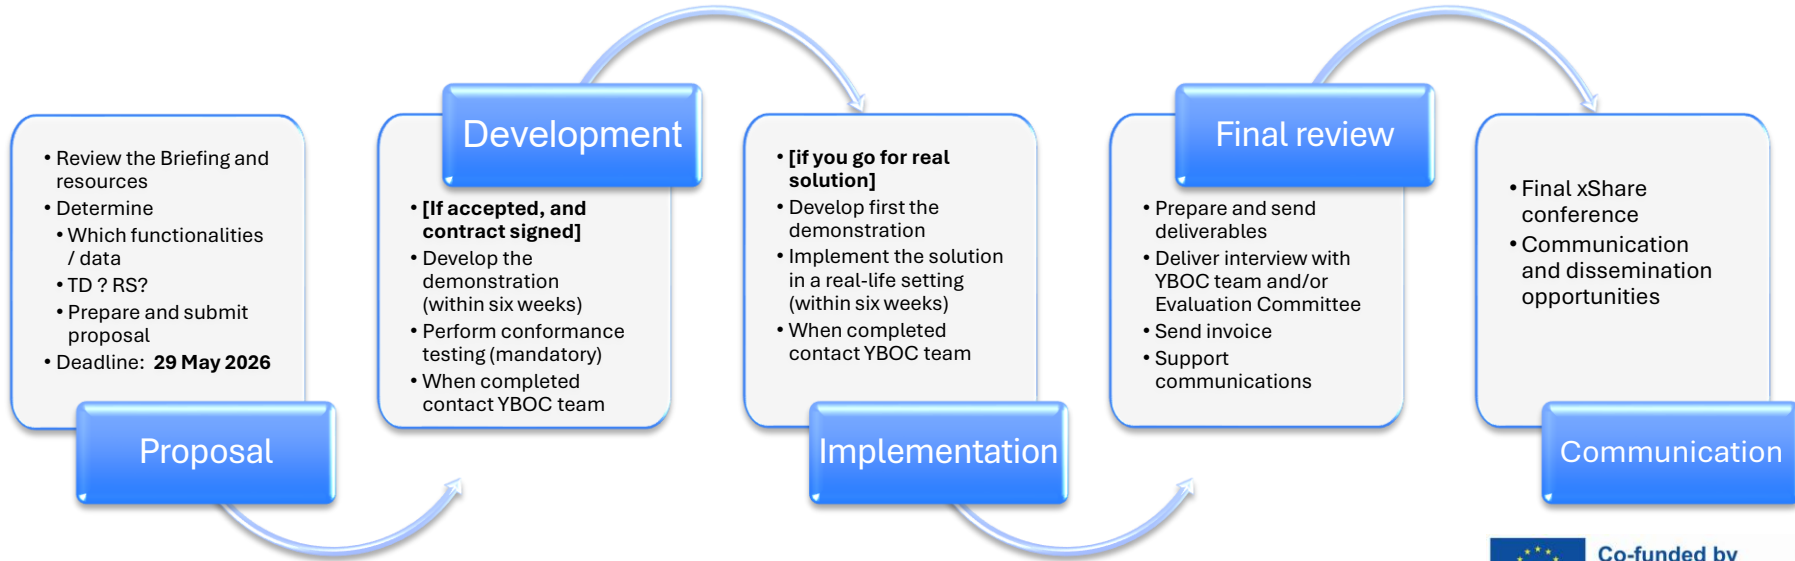 • Review the Briefing and
resources
• Determine
• Which functionalities
/ data
• TD ? RS?
• Prepare and submit
proposal
• Deadline: 29 May 2026
Proposal
Development
• [If accepted, and
contract signed]
• Develop the
demonstration
(within six weeks)
• Perform conformance
testing (mandatory)
• When completed
contact YBOC team
• [if you go for real
solution]
• Develop first the
demonstration
• Implement the solution
in a real-life setting
(within six weeks)
• When completed
contact YBOC team
Implementation
Final review
• Prepare and send
deliverables
• Deliver interview with
YBOC team and/or
Evaluation Committee
• Send invoice
• Support
communications
• Final xShare
conference
• Communication
and dissemination
opportunities
Communication
Co-funded by